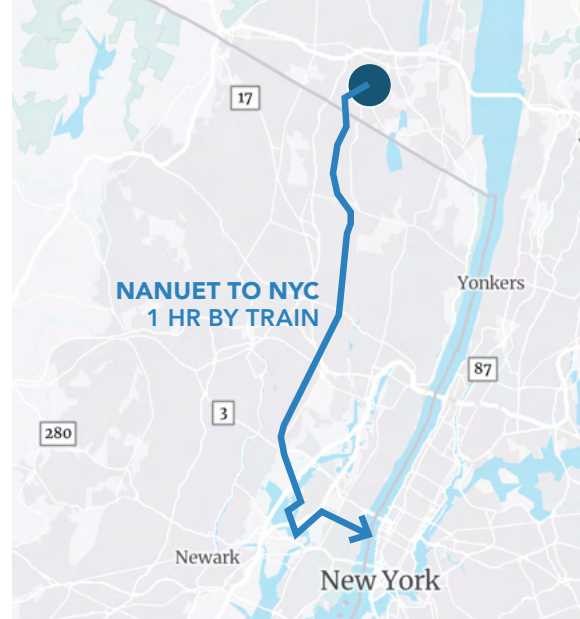 17
NANUET TO NYC
1 HR BY TRAIN
Yonkers
87
3
280
Newark
New York